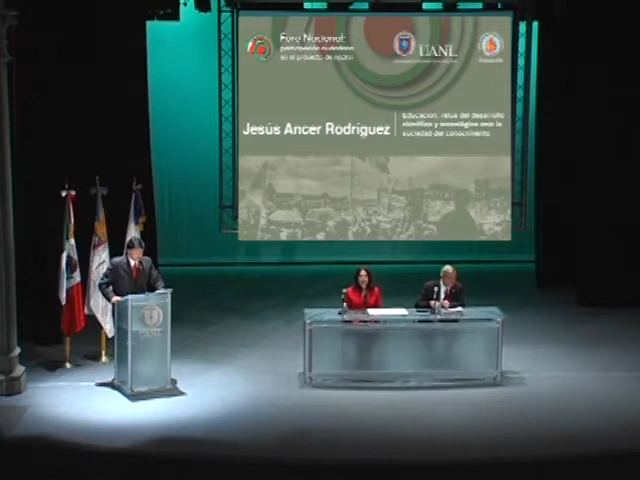 Foro Nacional:
participación ciudadana
en el proyecto de nación
UANL
Jesús Ancer Rodríguez
Educación: retos del desarrollo
científico y tecnológico ante la
sociedad del conocimiento
UANL